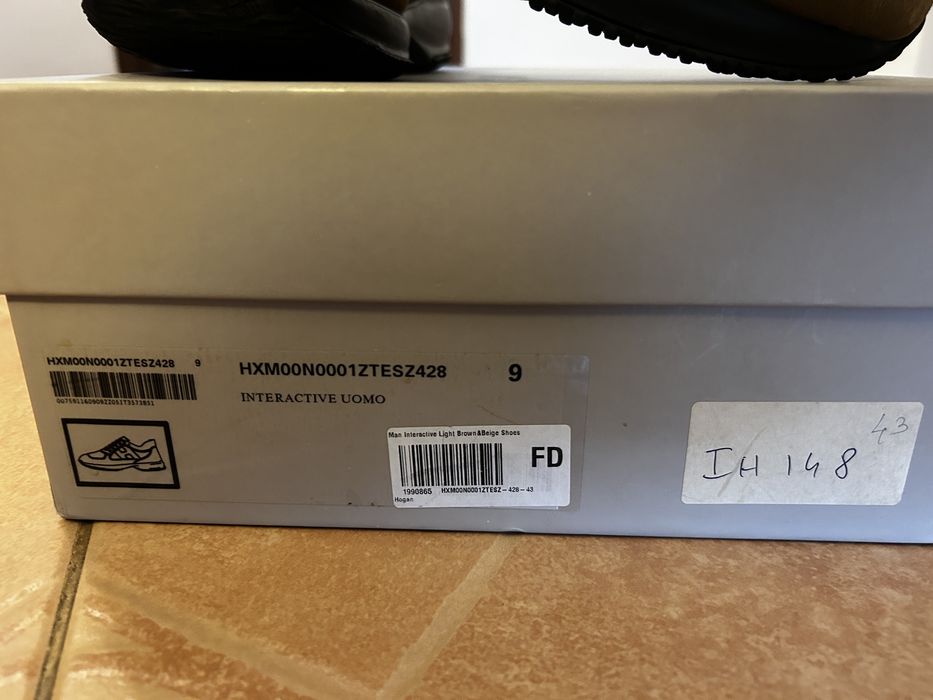 HXM00N0001ZTESZ428 9
HXM00N0001ZTESZ428 9
INTERACTIVE UOMO
Man Interactive Light Brown&Beige Shoes
FD
1990865 HXM00N0001ZTESZ-428-43
Hogan
43
IH 148